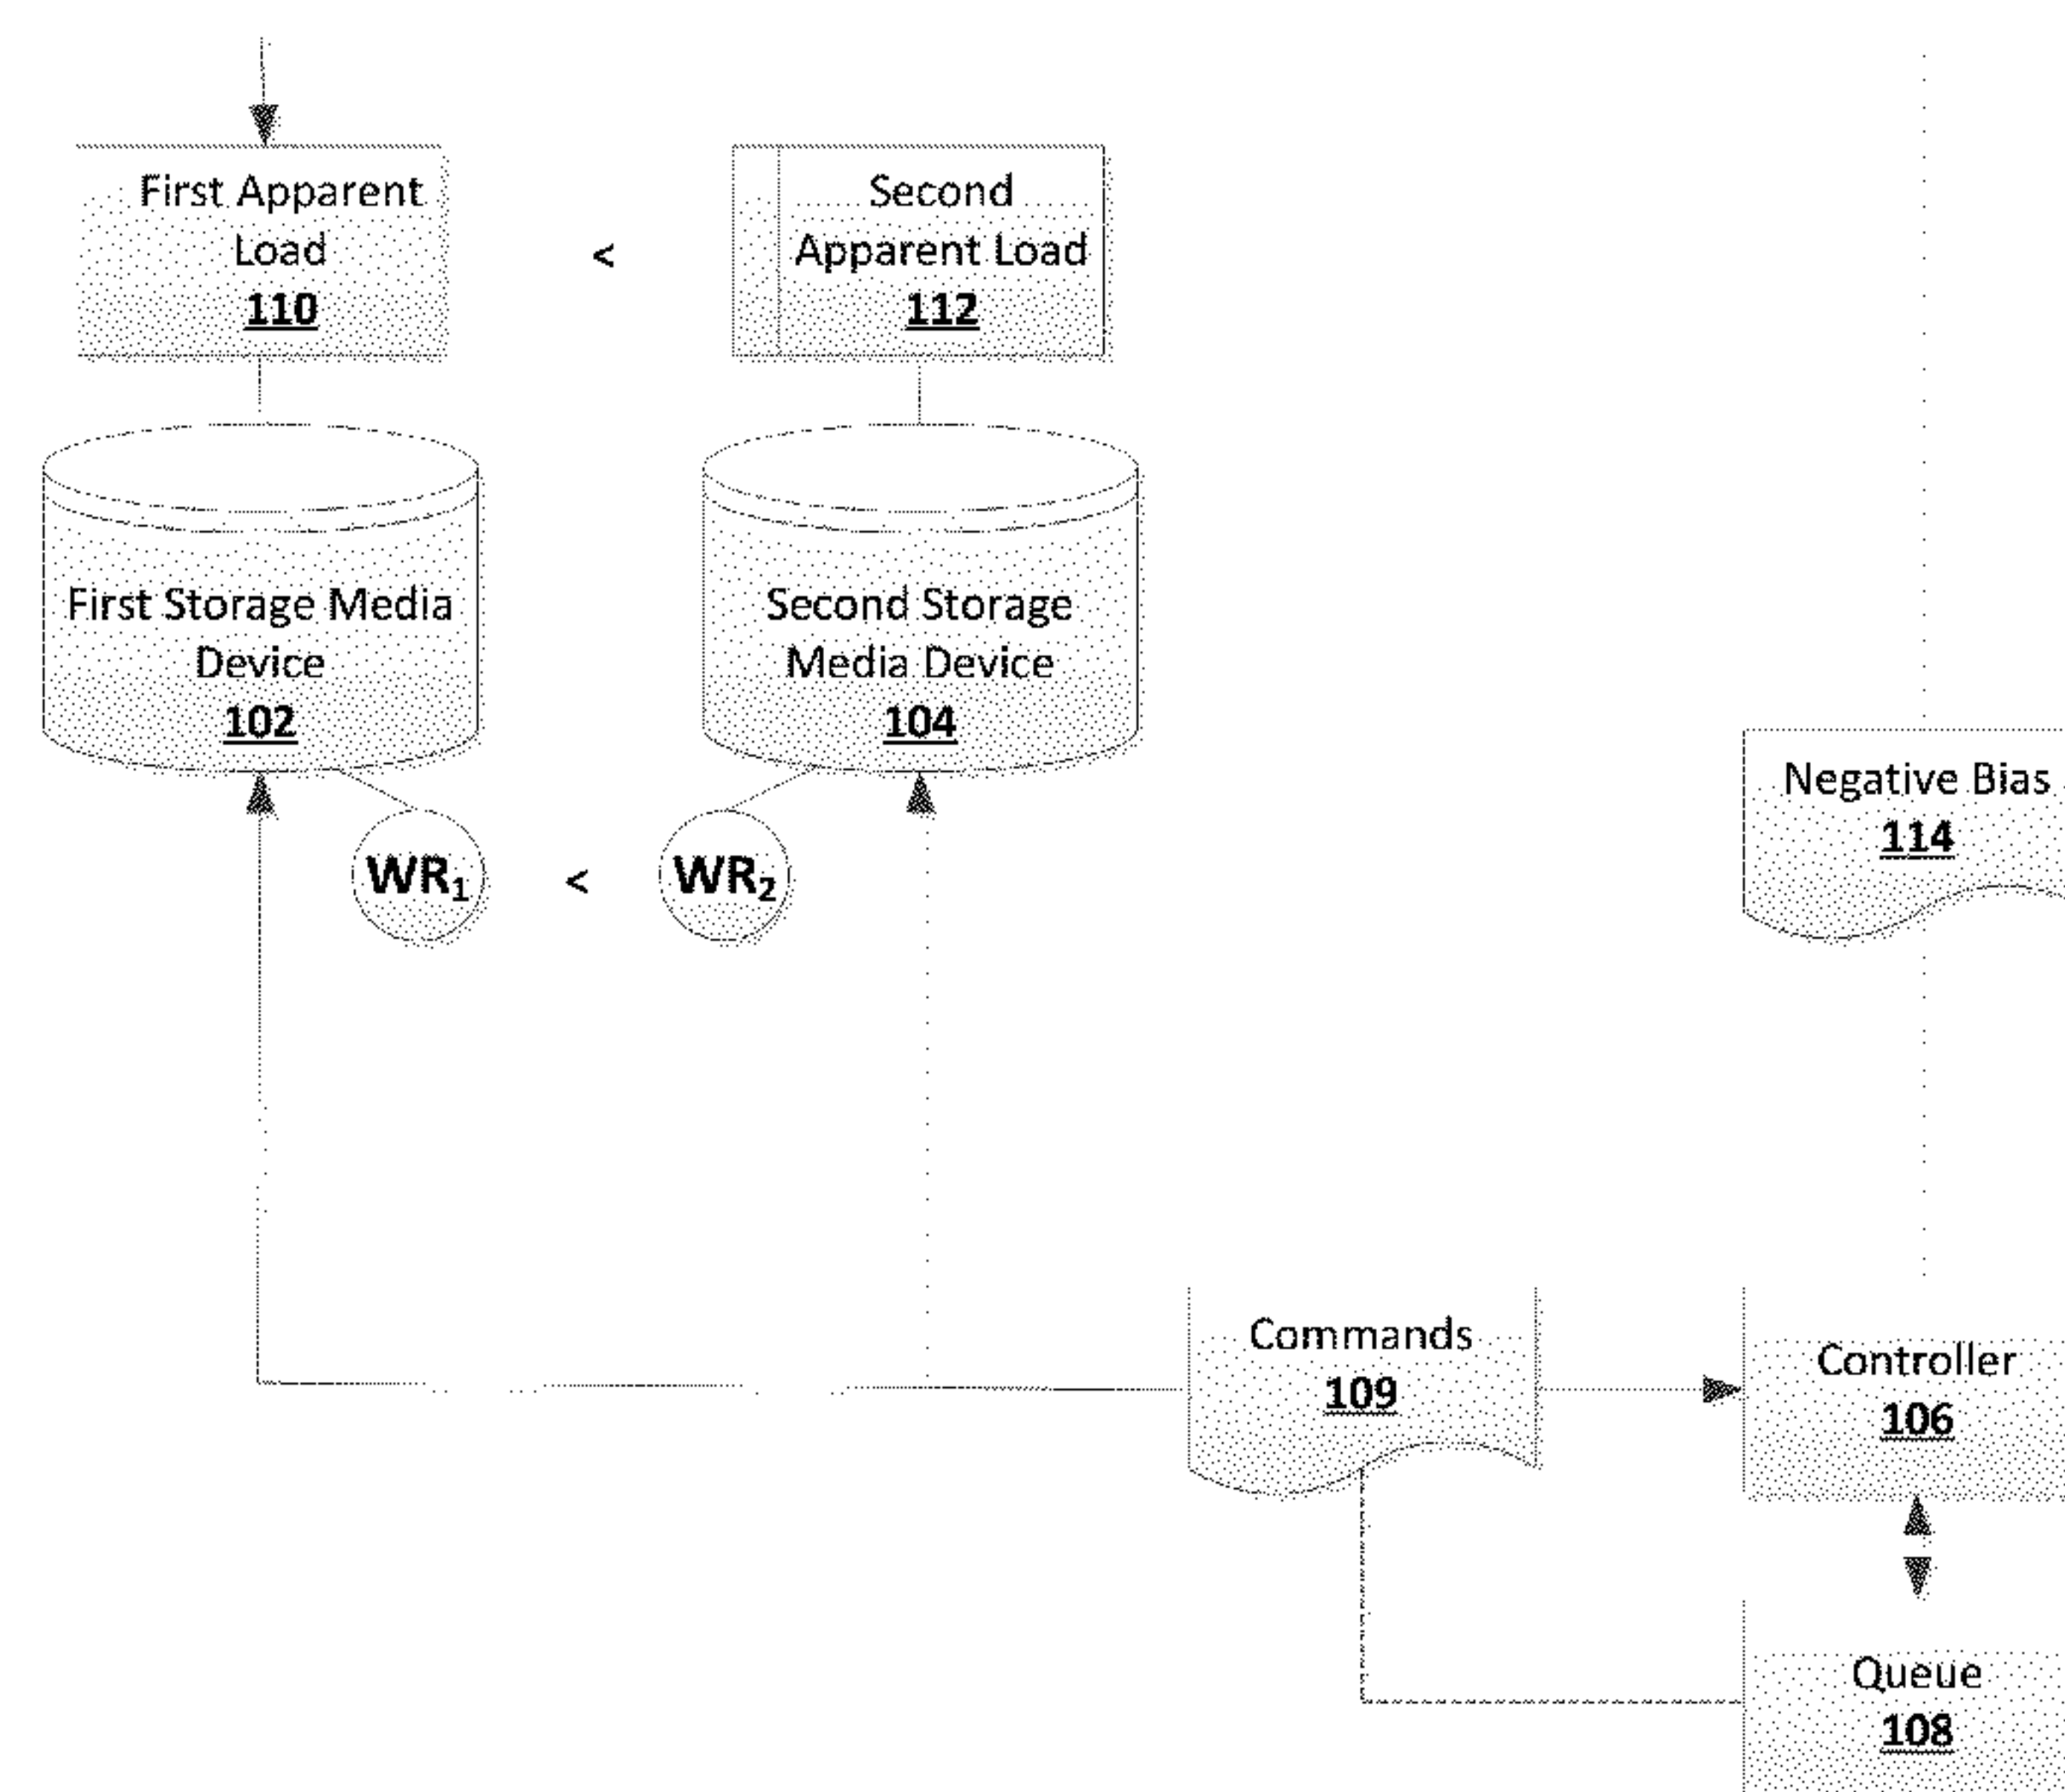 First Apparent
Load
110
<
Second
Apparent Load
112
First Storage Media
Device
102
Second Storage
Media Device
104
WR₁
<
WR₂
Negative Bias
114
Commands
109
Controller
106
Queue
108